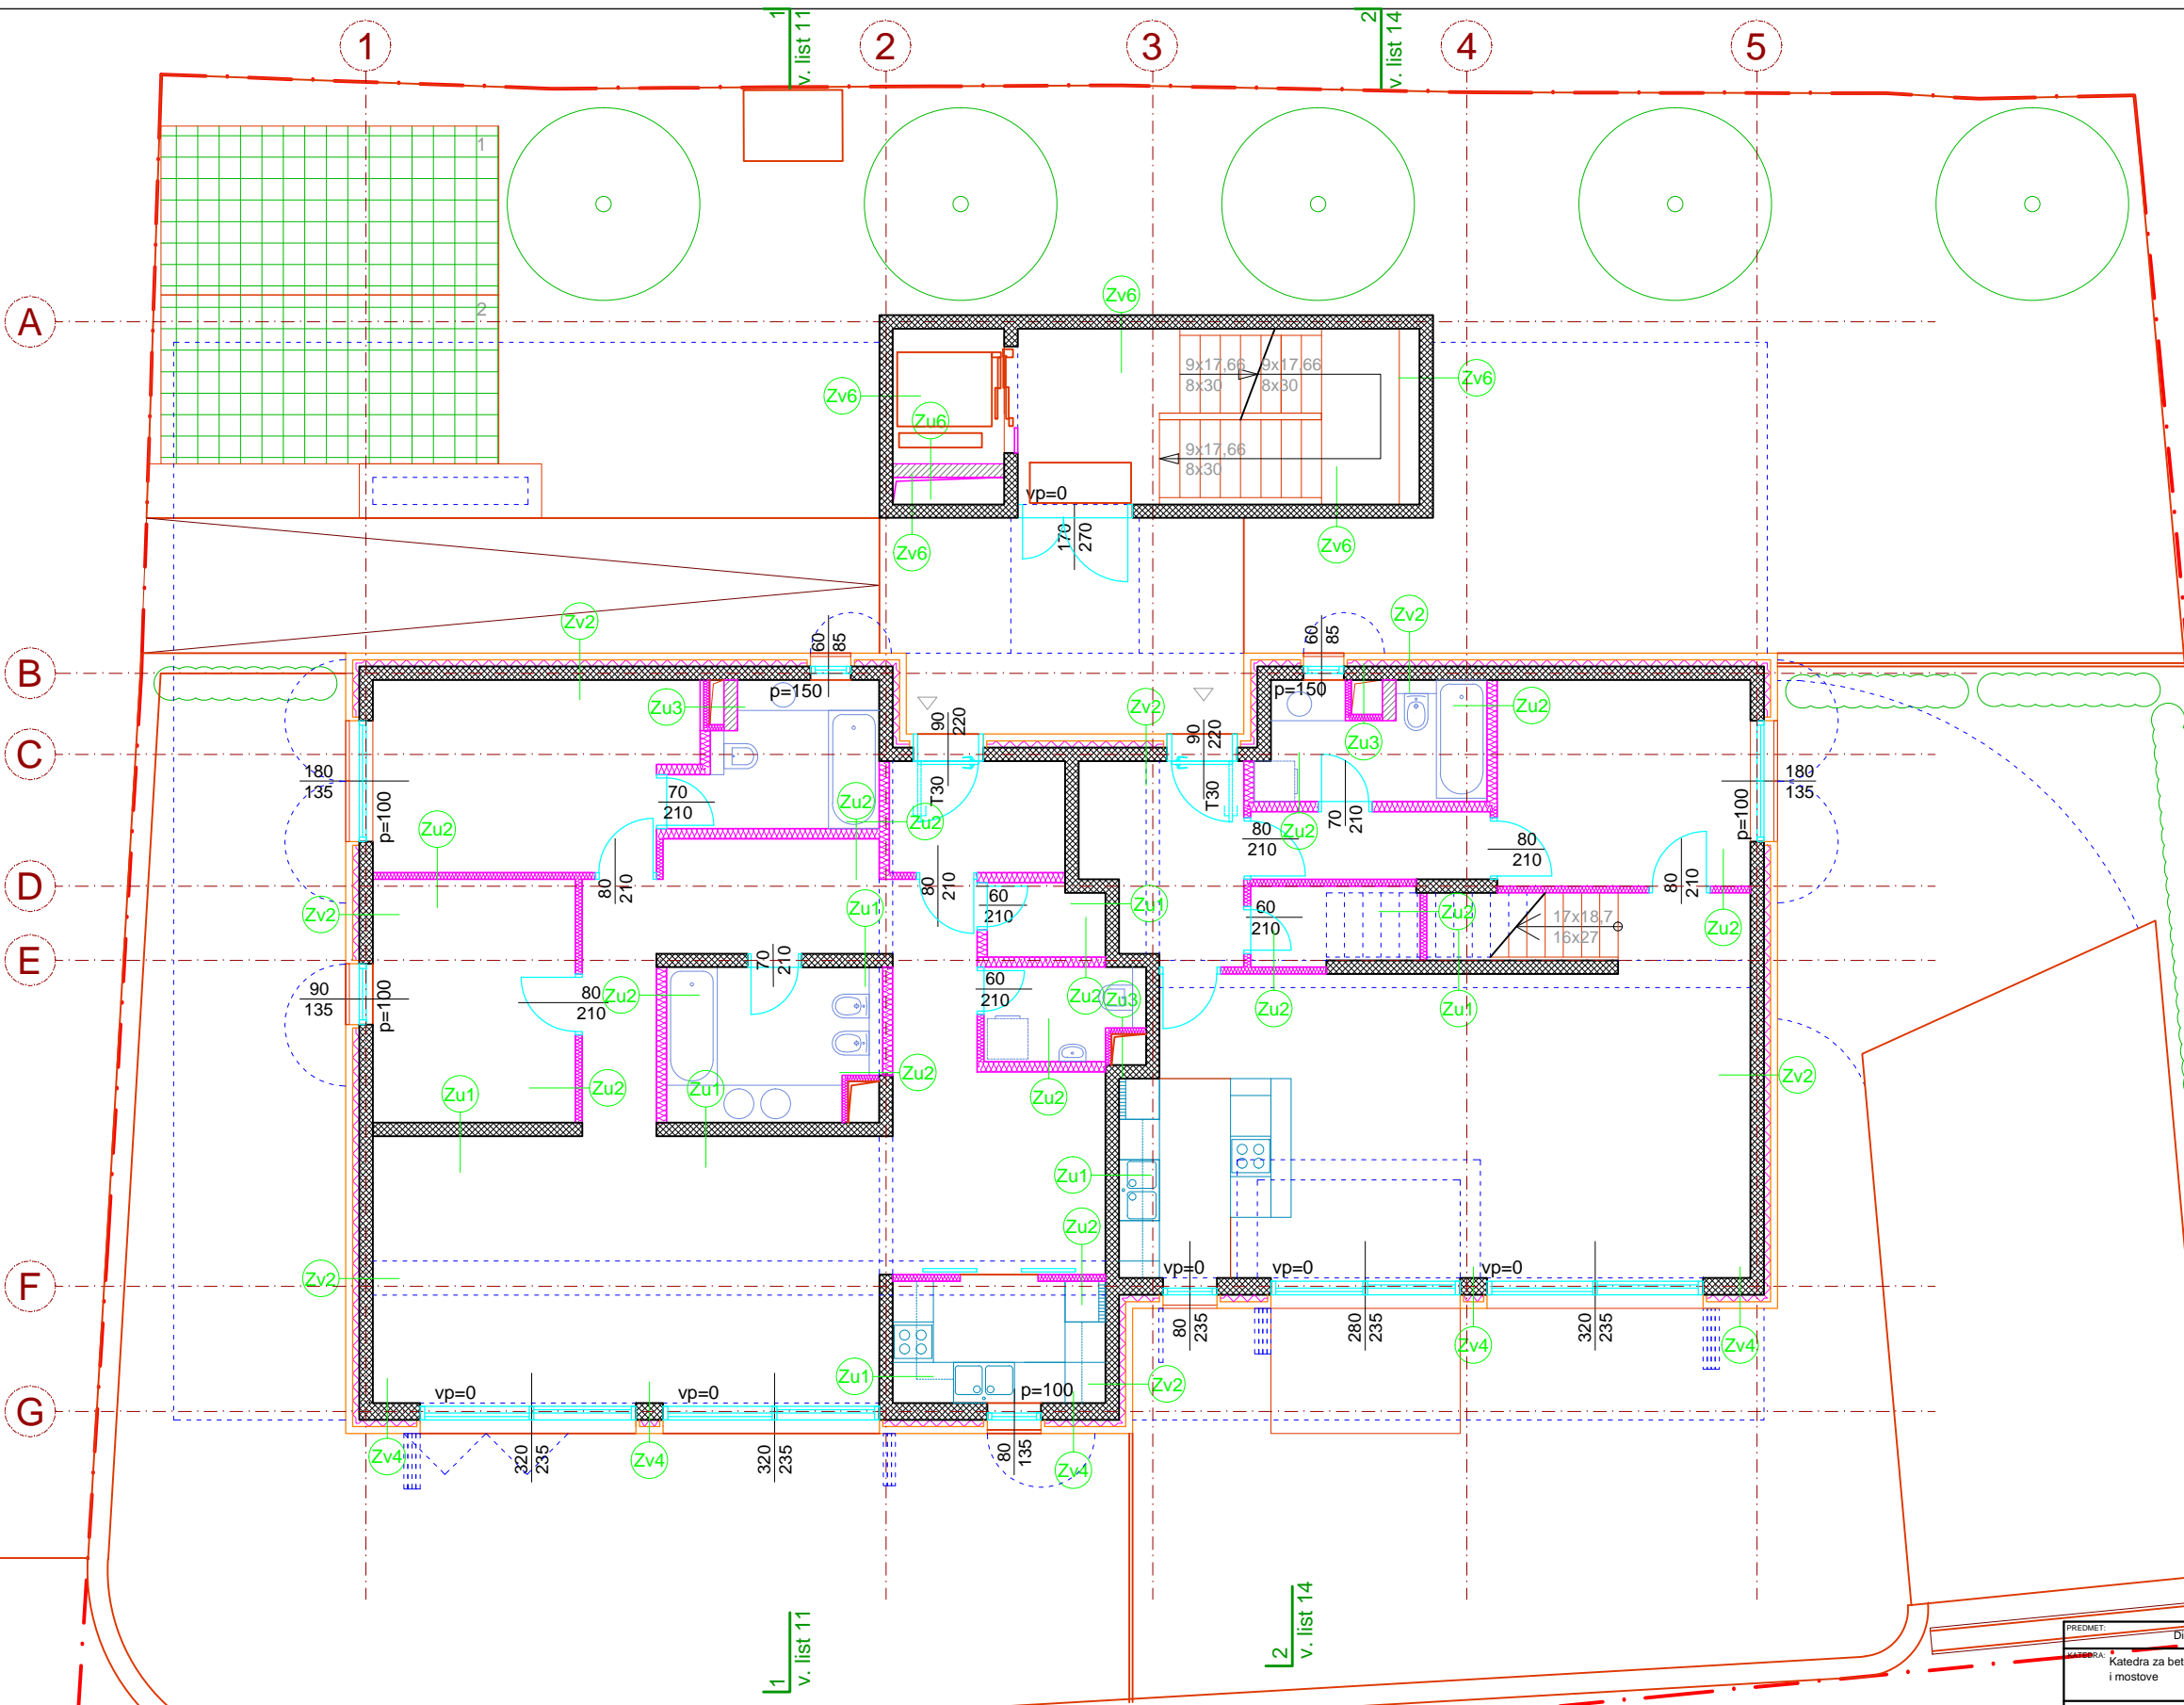 1
v. list 11
2
v. list 14
1
2
3
4
5
1
2
A
Zv6
9x17,66
8x30
9x17,66
8x30
Zv6
Zv6
Zu6
9x17,66
8x30
vp=0
170
270
Zv6
Zv6
Zv2
60
85
60
85
Zv2
B
p=150
p=150
Zu3
90
220
Zv2
90
220
Zu2
Zu3
C
180
135
p=100
70
210
T30
T30
180
135
p=100
Zu2
Zu2
Zu2
80
210
Zu2
70
210
80
210
D
80
210
80
210
80
210
Zv2
Zu1
60
210
Zu1
60
210
Zu2
17x18,7
16x27
Zu2
E
70
210
90
135
p=100
80
210
Zu2
60
210
Zu2
Zu3
Zu2
Zu1
Zu1
Zu2
Zu1
Zu2
Zu2
Zv2
Zu1
Zu2
F
Zv2
vp=0
vp=0
vp=0
80
235
280
235
320
235
Zv4
Zv4
Zu1
Zv2
G
vp=0
vp=0
p=100
Zv4
320
235
Zv4
320
235
80
135
Zv4
1
v. list 11
2
v. list 14
PREDMET:
KATEDRA:
Katedra za bet
i mostove